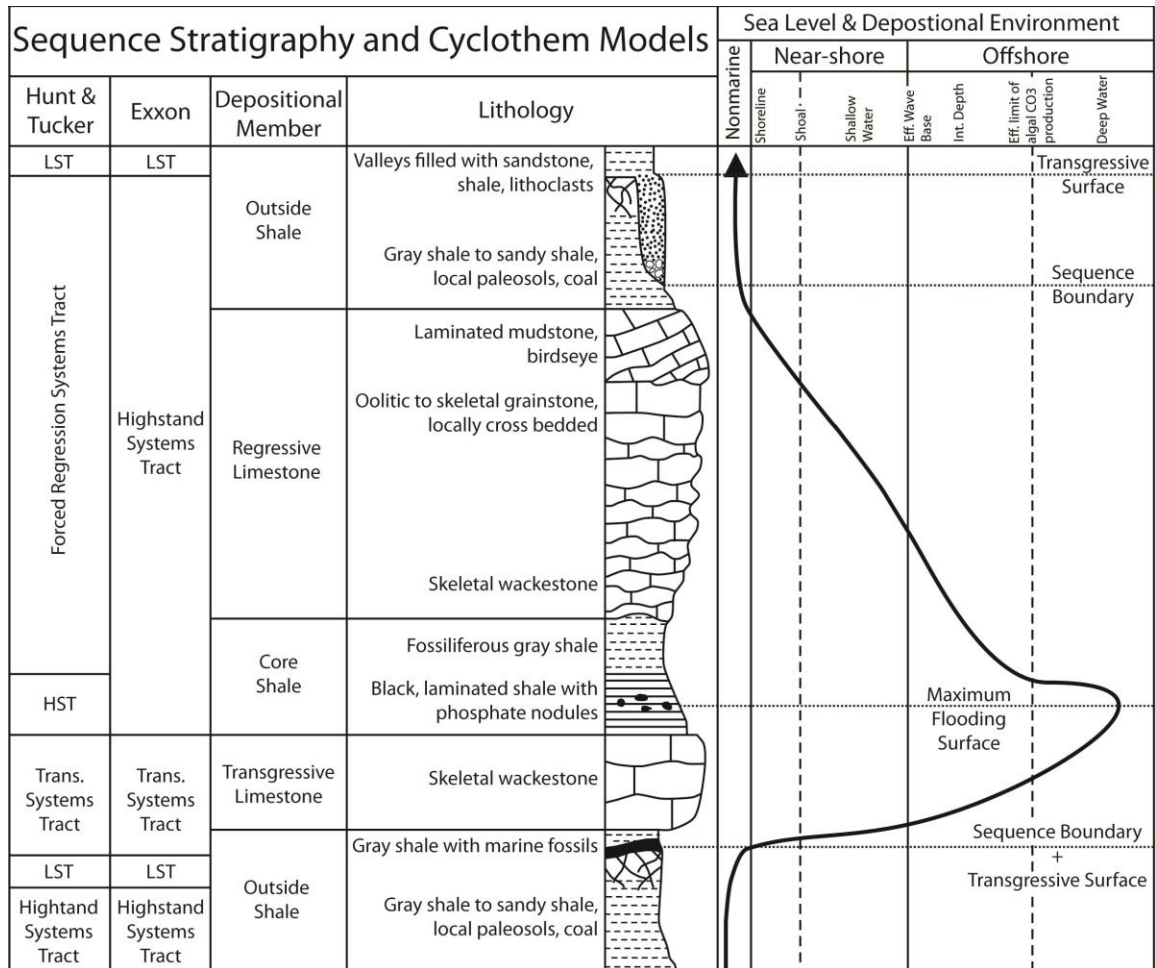 Sequence Stratigraphy and Cyclothem Models
Sea Level & Depostional Environment
Nonmarine
Near-shore
Offshore
Hunt &
Tucker
Exxon
Depositional
Member
Lithology
Shoreline
Shoal
Shallow
Water
Eff. Wave
Base
Int. Depth
Eff. limit of
algal CO3
production
Deep Water
LST
LST
Forced Regression Systems Tract
Highstand
Systems
Tract
Outside
Shale
Valleys filled with sandstone,
shale, lithoclasts
Gray shale to sandy shale,
local paleosols, coal
Transgressive
Surface
Sequence
Boundary
Regressive
Limestone
Laminated mudstone,
birdseye
Oolitic to skeletal grainstone,
locally cross bedded
Skeletal wackestone
Core
Shale
Fossiliferous gray shale
Black, laminated shale with
phosphate nodules
HST
Maximum
Flooding
Surface
Trans.
Systems
Tract
Trans.
Systems
Tract
Transgressive
Limestone
Skeletal wackestone
LST
LST
Outside
Shale
Gray shale with marine fossils
Gray shale to sandy shale,
local paleosols, coal
Sequence Boundary
+
Transgressive Surface
Hightand
Systems
Tract
Highstand
Systems
Tract